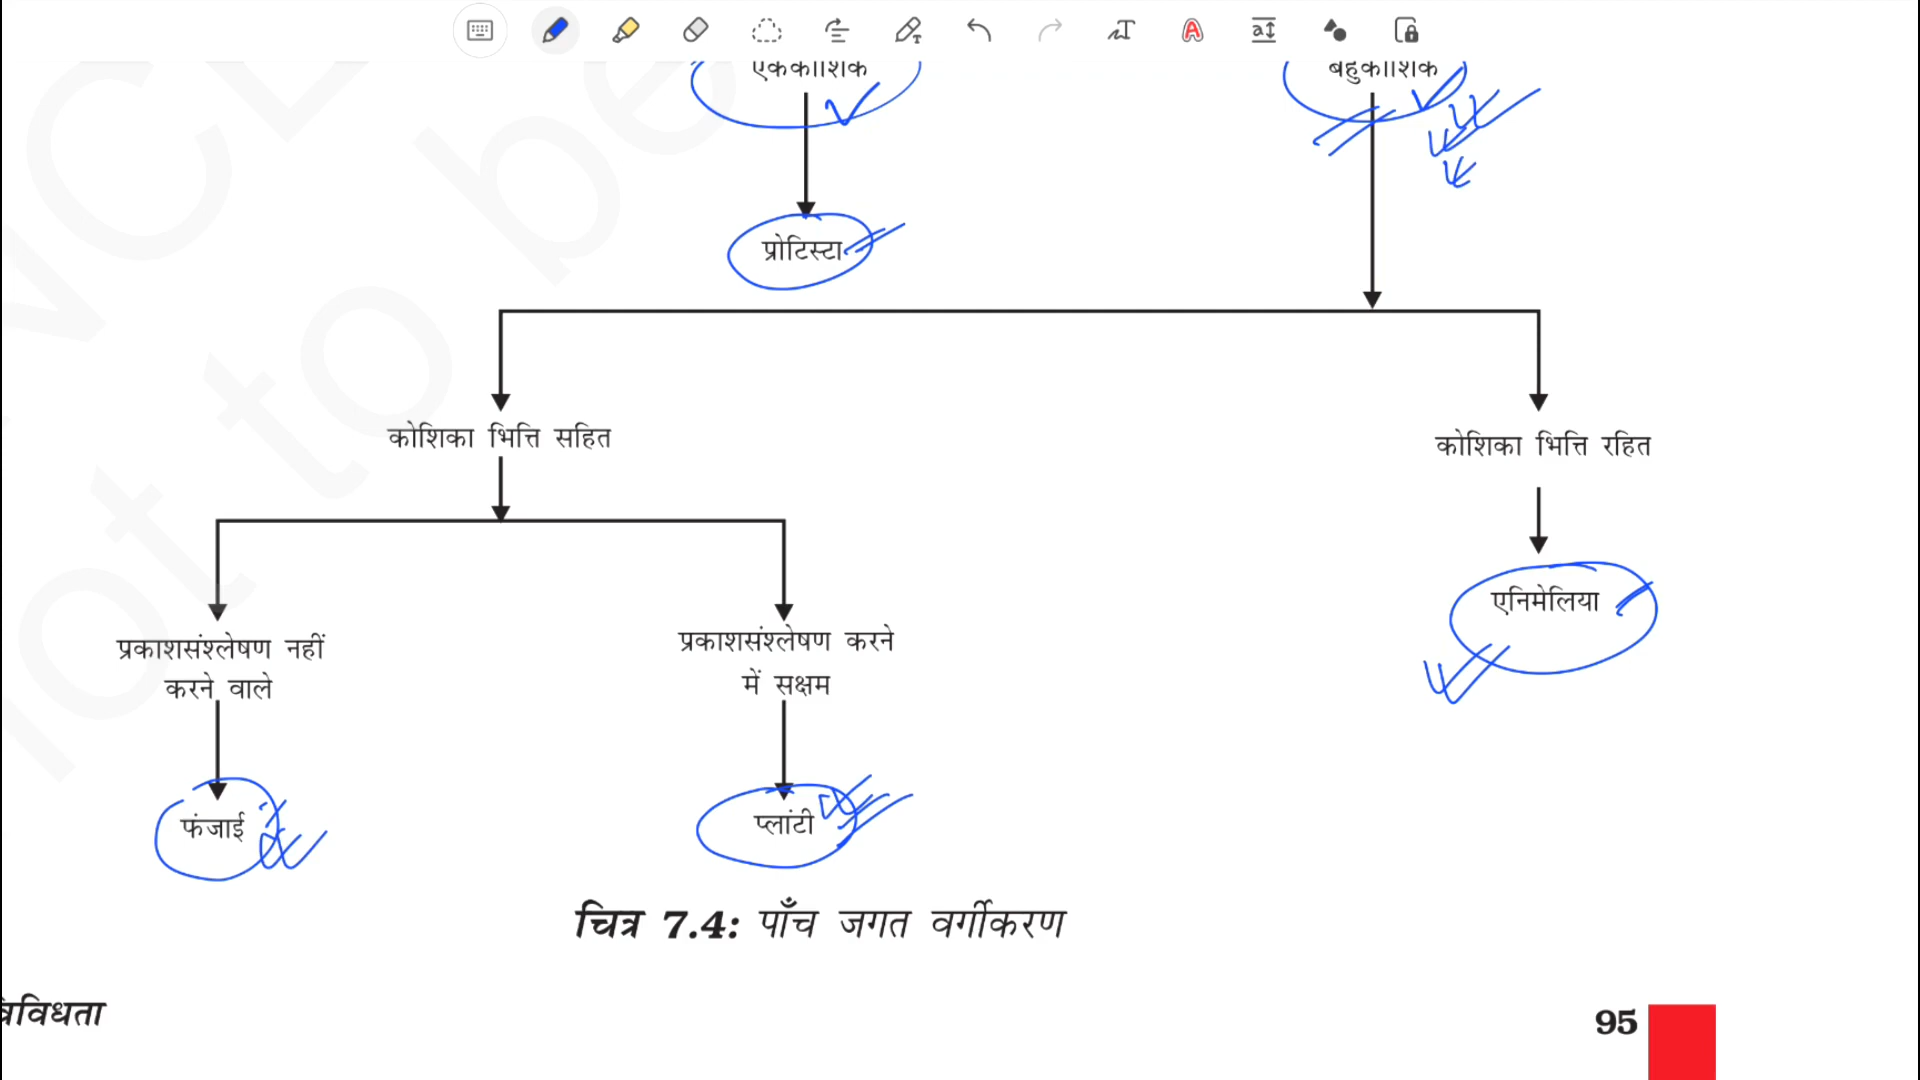 एककोशिक
बहुकोशिक
प्रोटिस्टा
कोशिका भित्ति सहित
कोशिका भित्ति रहित
एनिमेलिया
प्रकाशसंश्लेषण नहीं
करने वाले
प्रकाशसंश्लेषण करने
में सक्षम
फंजाई
प्लांटी
चित्र 7.4: पाँच जगत वर्गीकरण
विविधता
95